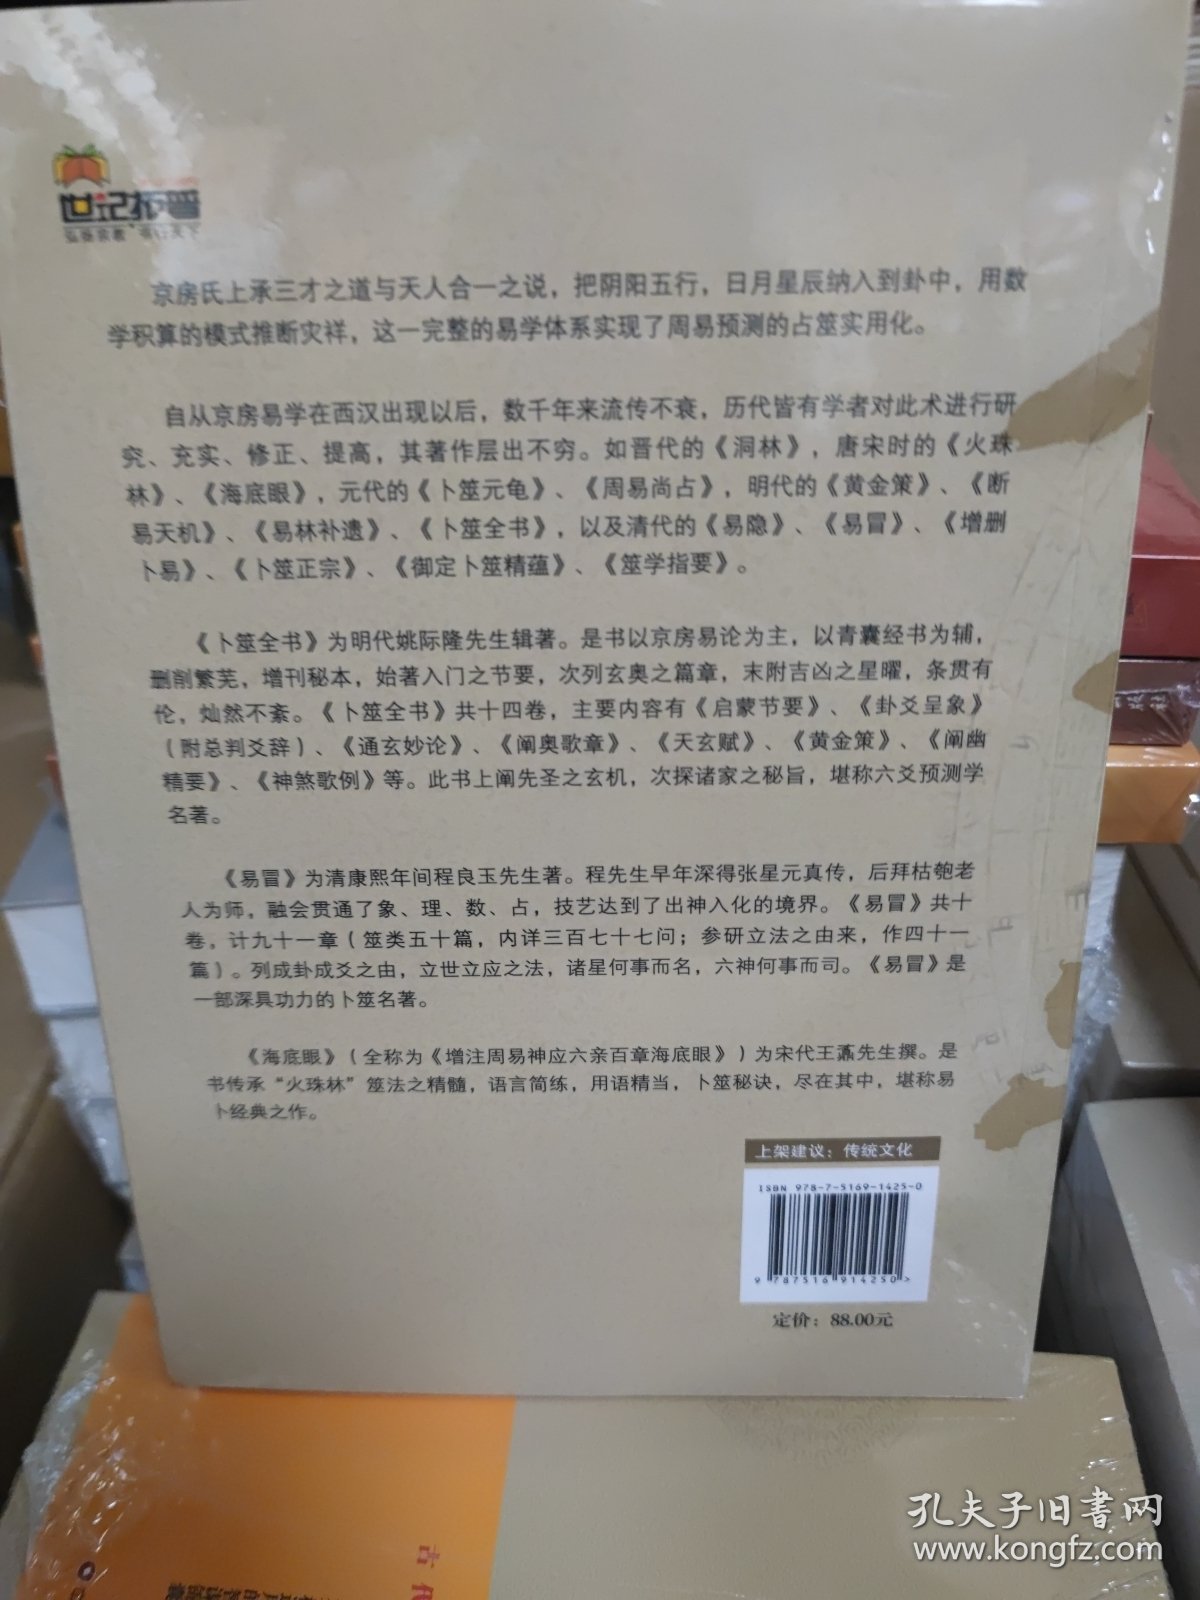 世纪
京房氏上承三才之道与天人合一之说，把阴阳五行，日月星辰纳入到卦中，用数
学积算的模式推断灾祥，这一完整的易学体系实现了周易预测的占筮实用化。
自从京房易学在西汉出现以后，数千年来流传不衰，历代皆有学者对此术进行研
究、充实、修正、提高，其著作层出不穷。如晋代的《洞林》，唐宋时的《火珠
林》、《海底眼》，元代的《卜筮元龟》、《周易尚占》，明代的《黄金策》、《断
易天机》、《易林补遗》、《卜筮全书》，以及清代的《易隐》、《易冒》、《增删
卜易》、《卜筮正宗》、《御定卜筮精蕴》、《筮学指要》。
《卜筮全书》为明代姚际隆先生辑著。是书以京房易论为主，以青囊经书为辅，
删削繁芜，增刊秘本，始著入门之节要，次列玄奥之篇章，末附吉凶之星曜，条贯有
伦，灿然不紊。《卜筮全书》共十四卷，主要内容有《启蒙节要》、《卦爻呈象》
（附总判爻辞）、《通玄妙论》、《阐奥歌章》、《天玄赋》、《黄金策》、《阐幽
精要》、《神煞歌例》等。此书上阐先圣之玄机，次探诸家之秘旨，堪称六爻预测学
名著。
《易冒》为清康熙年间程良玉先生著。程先生早年深得张星元真传，后拜枯匏老
人为师，融会贯通了象、理、数、占，技艺达到了出神入化的境界。《易冒》共十
卷，计九十一章（筮类五十篇，内详三百七十七问；参研立法之由来，作四十一
篇）。列成卦成爻之由，立世立应之法，诸星何事而名，六神何事而司。《易冒》是
一部深具功力的卜筮名著。
《海底眼》（全称为《增注周易神应六亲百章海底眼》）为宋代王鼒先生撰。是
书传承“火珠林”筮法之精髓，语言简练，用语精当，卜筮秘诀，尽在其中，堪称易
卜经典之作。
上架建议：传统文化
ISBN 978-7-5169-1425-0
9 787516 914250 >
定价：88.00元
古代
孔夫子旧书网
www.kongfz.com